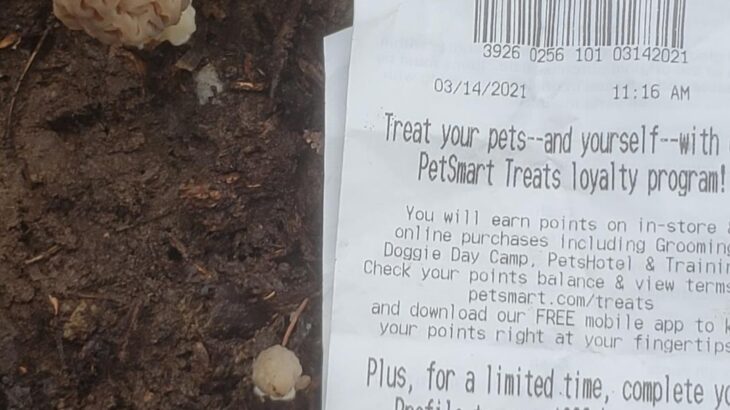 3926 0256 101 03142021
03/14/2021 11:16 AM
Treat your pets--and yourself--with
PetSmart Treats loyalty program!
You will earn points on in-store
online purchases including Grooming
Doggie Day Camp, PetsHotel & Trainin
Check your points balance & view terms
petsmart.com/treats
and download our FREE mobile app to k
your points right at your fingertips
Plus, for a limited time, complete yo